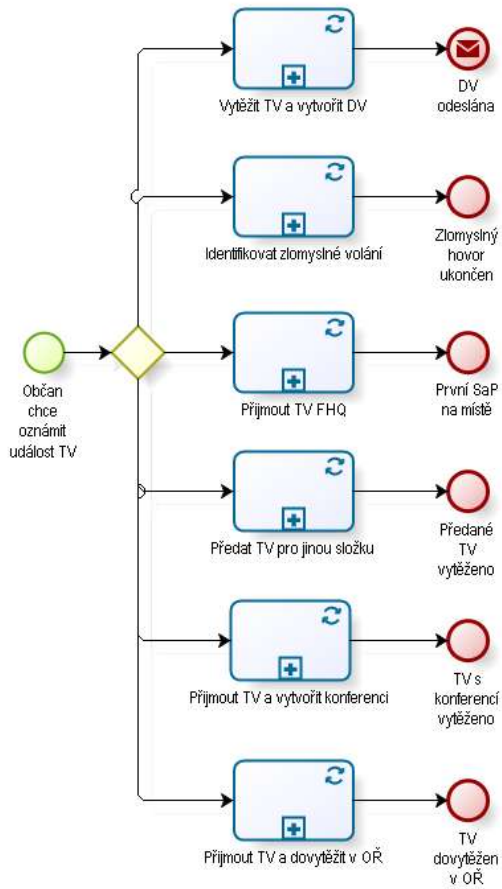 Vytěžit TV a vytvořit DV
DV
odeslána
Identifikovat zlomyslné volání
Zlomyslný
hovor
ukončen
Občan
chce
oznámit
událost TV
Přijmout TV FHQ
První SaP
na místě
Předat TV pro jinou složku
Předané
TV
vytěženo
Přijmout TV a vytvořit konferenci
TV s
konferencí
vytěženo
Přijmout TV a dovytěžit v OŘ
TV
dovytěžen
v OŘ